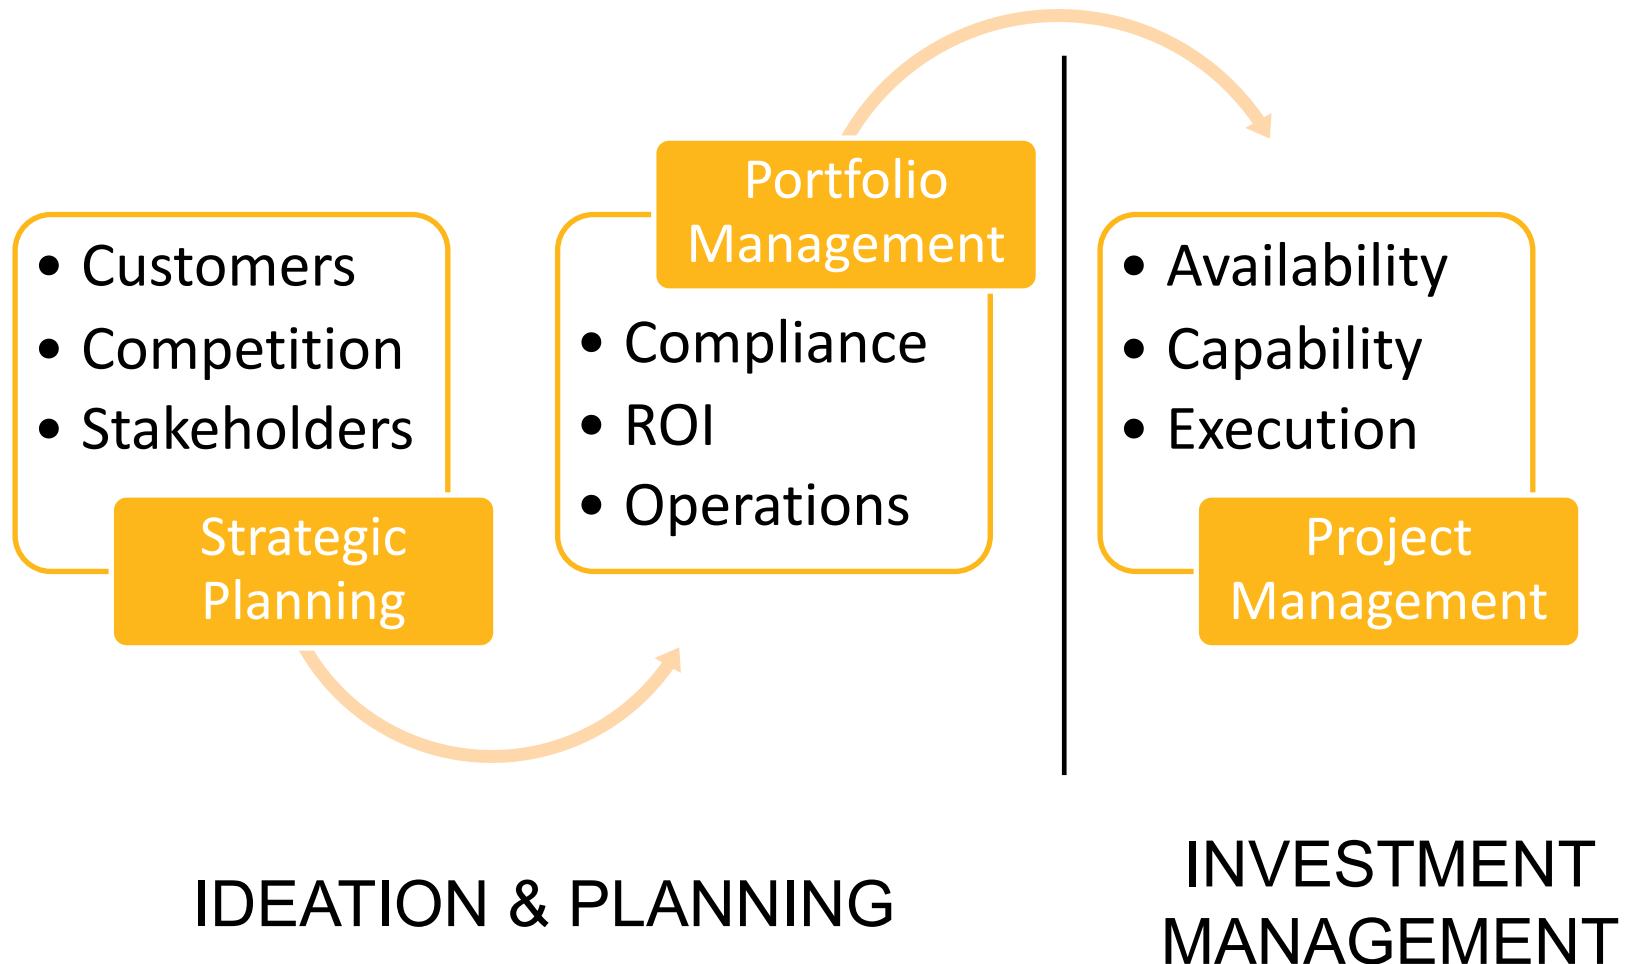 • Customers
• Competition
• Stakeholders
Strategic
Planning
Portfolio
Management
• Compliance
• ROI
• Operations
• Availability
• Capability
• Execution
Project
Management
IDEATION & PLANNING
INVESTMENT
MANAGEMENT